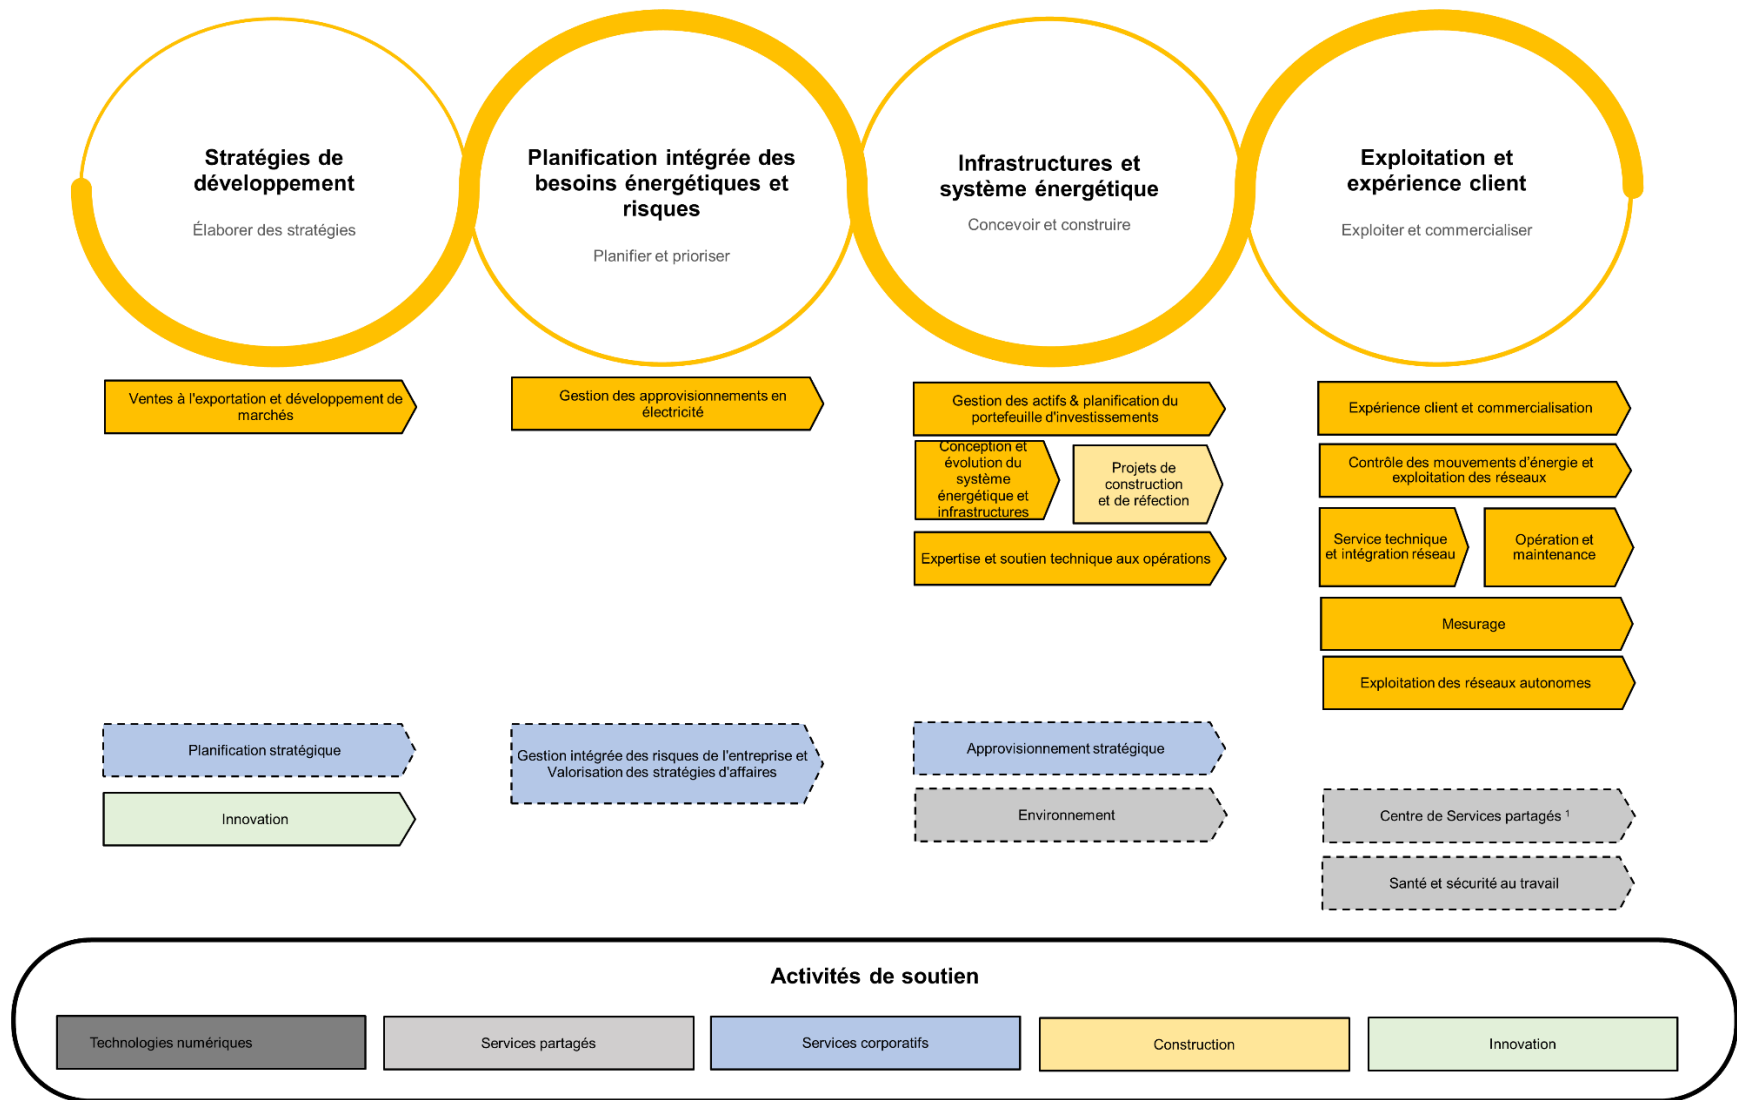 Stratégies de
développement
Élaborer des stratégies
Planification intégrée des
besoins énergétiques et
risques
Planifier et prioriser
Infrastructures et
système énergétique
Concevoir et construire
Exploitation et
expérience client
Exploiter et commercialiser
Ventes à l'exportation et développement de
marchés
Gestion des approvisionnements en
électricité
Gestion des actifs & planification du
portefeuille d'investissements
Conception et
évolution du
système
énergétique et
infrastructures
Projets de
construction
et de réfection
Expertise et soutien technique aux opérations
Expérience client et commercialisation
Contrôle des mouvements d'énergie et
exploitation des réseaux
Service technique
et intégration réseau
Opération et
maintenance
Mesurage
Exploitation des réseaux autonomes
Planification stratégique
Innovation
Gestion intégrée des risques de l'entreprise et
Valorisation des stratégies d'affaires
Approvisionnement stratégique
Environnement
Centre de Services partagés ¹
Santé et sécurité au travail
Activités de soutien
Technologies numériques
Services partagés
Services corporatifs
Construction
Innovation